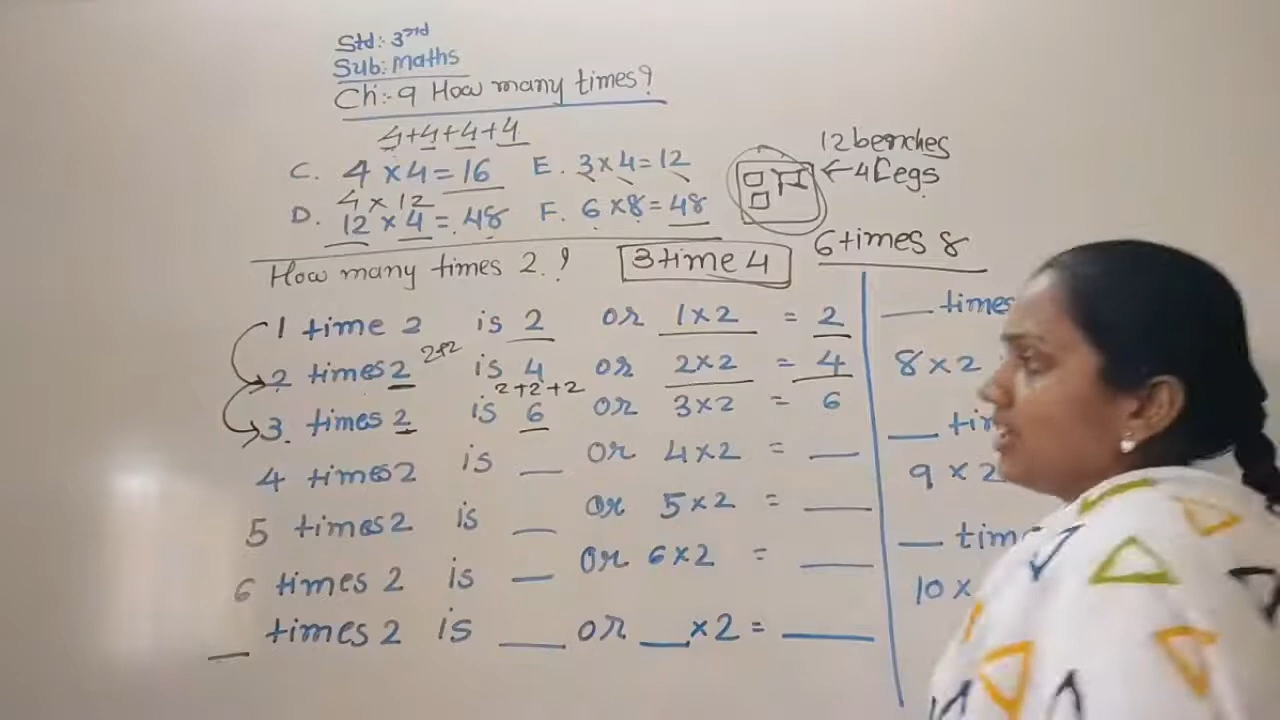 Std:- 3rd
Sub: Maths
Ch:- 9 How many times?
4+4+4+4
C. 4 × 4 = 16 E. 3 × 4 = 12
4 × 12
D. 12 × 4 = 48 F. 6 × 8 = 48
12 benches
← 4 Legs
How many times 2.? 3 time 4 6 times 8
1 time 2 is 2 or 1×2 = 2
2 times 2 2+2 is 4 or 2×2 = 4
2+2+2
3. times 2 is 6 or 3×2 = 6
4 times 2 is __ or 4×2 = __
5 times 2 is __ or 5×2 = __
6 times 2 is __ or 6×2 = __
__ times 2 is __ or __×2 = __
__ times
8 × 2
__
9 × 2
__
10 ×